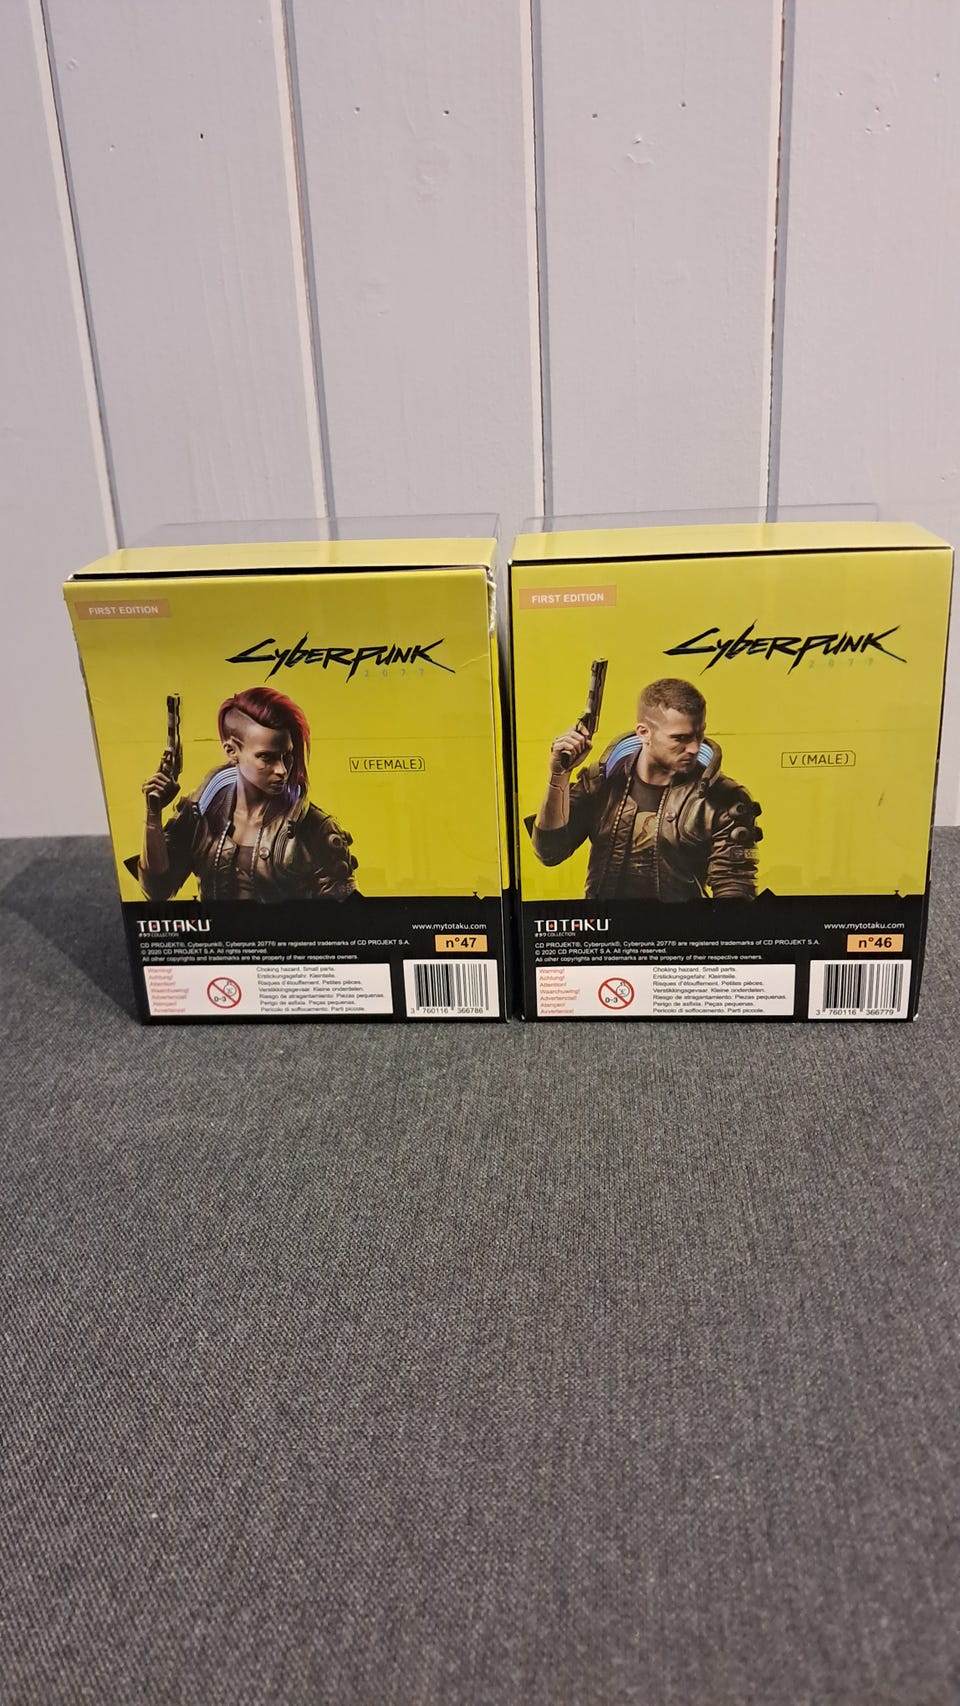 FIRST EDITION
CYBERPUNK
2077
V (FEMALE)
TOTAKU
COLLECTION
www.mytotaku.com
n°47
CD PROJEKT®, Cyberpunk®, Cyberpunk 2077® are registered trademarks of CD PROJEKT S.A.
© 2020 CD PROJEKT S.A. All rights reserved.
All other copyrights and trademarks are the property of their respective owners.
Warning!
Achtung!
Attention!
Waarschuwing!
Advertencia!
Atenção!
Avvertenza!
0-3
Choking hazard. Small parts.
Erstickungsgefahr. Kleinteile.
Risques d'étouffement. Petites pièces.
Verstikkingsgevaar. Kleine onderdelen.
Riesgo de atragantamiento. Piezas pequenas.
Perigo de asfixia. Peças pequenas.
Pericolo di soffocamento. Parti piccole.
3 760116 366786
FIRST EDITION
CYBERPUNK
2077
V (MALE)
TOTAKU
COLLECTION
www.mytotaku.com
n°46
CD PROJEKT®, Cyberpunk®, Cyberpunk 2077® are registered trademarks of CD PROJEKT S.A.
© 2020 CD PROJEKT S.A. All rights reserved.
All other copyrights and trademarks are the property of their respective owners.
Warning!
Achtung!
Attention!
Waarschuwing!
Advertencia!
Atenção!
Avvertenza!
0-3
Choking hazard. Small parts.
Erstickungsgefahr. Kleinteile.
Risques d'étouffement. Petites pièces.
Verstikkingsgevaar. Kleine onderdelen.
Riesgo de atragantamiento. Piezas pequenas.
Perigo de asfixia. Peças pequenas.
Pericolo di soffocamento. Parti piccole.
3 760116 366779